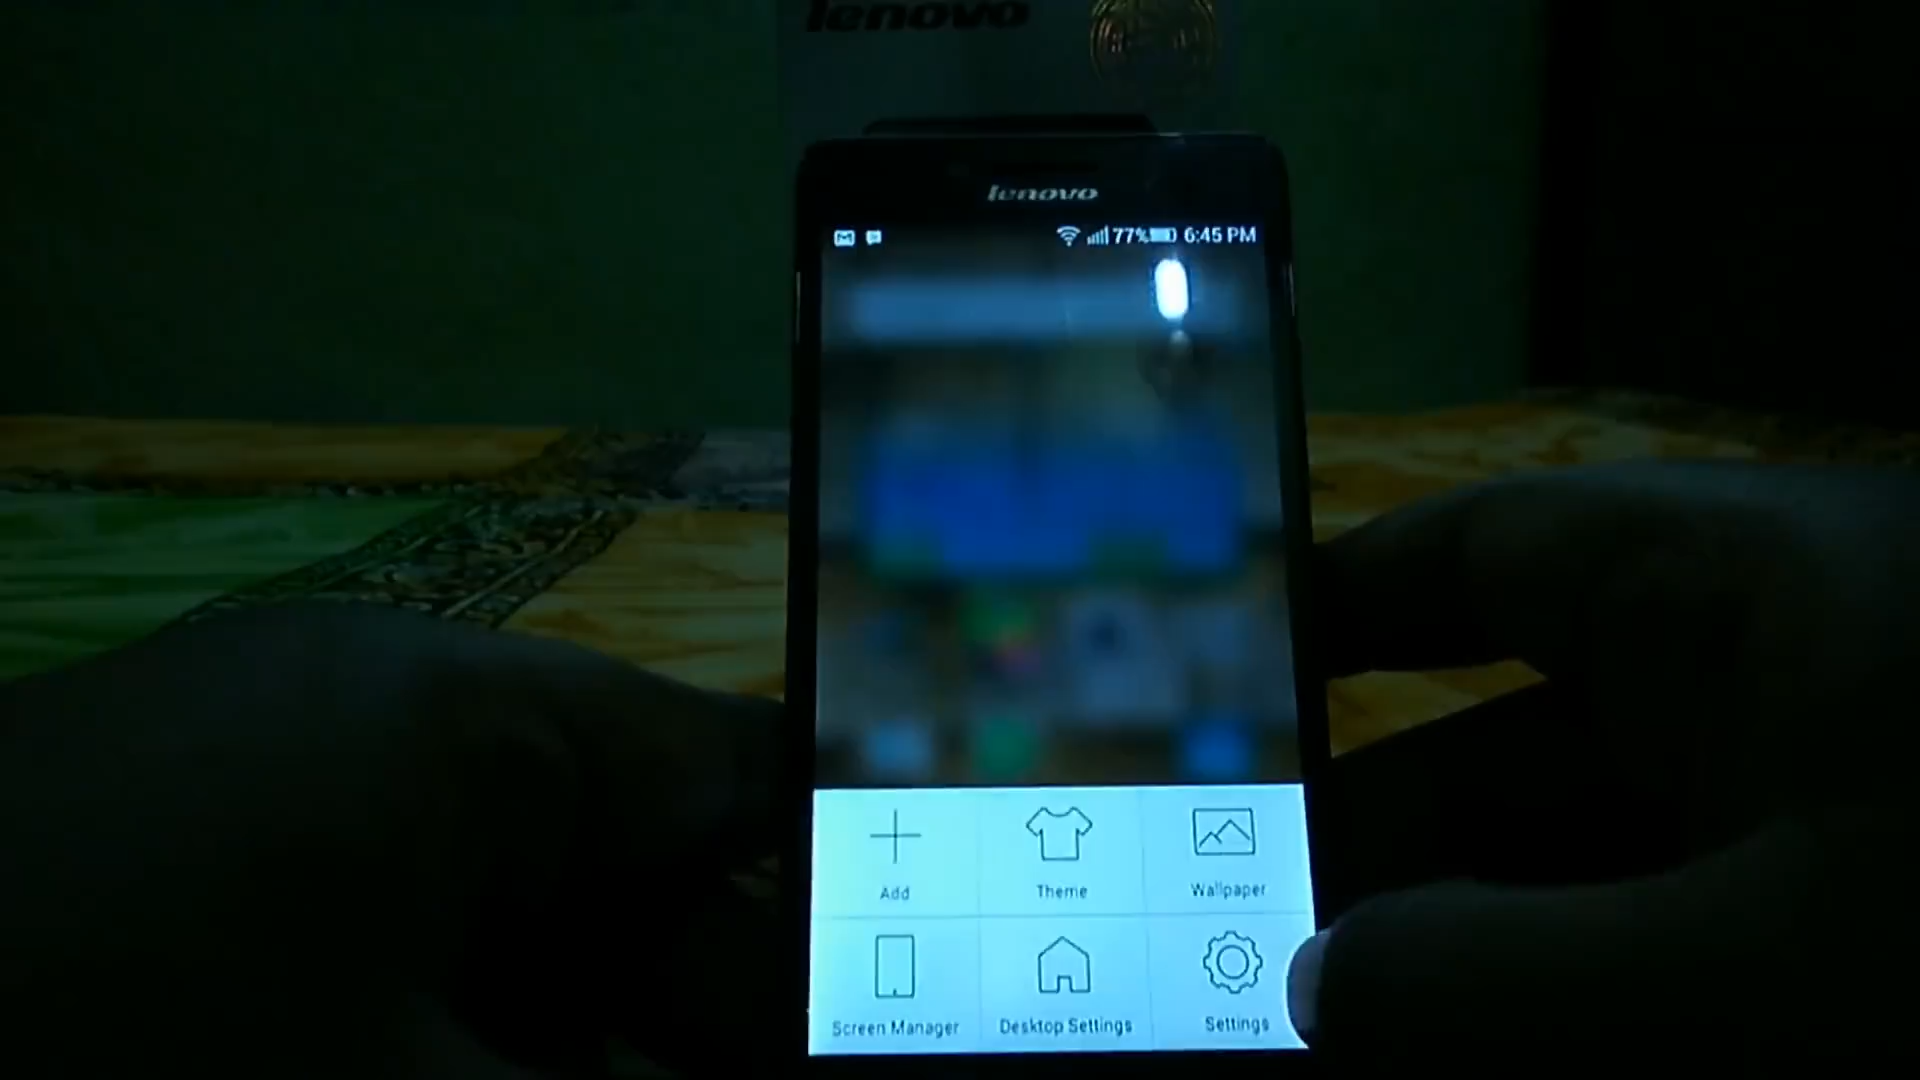 lenovo
lenovo
77% 6:45 PM
Add
Theme
Wallpaper
Screen Manager
Desktop Settings
Settings